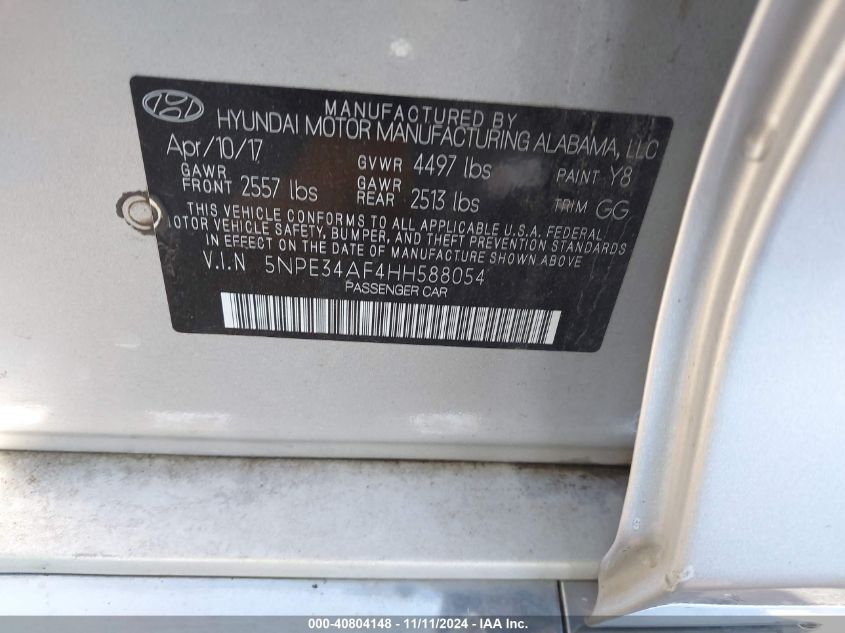 MANUFACTURED BY
HYUNDAI MOTOR MANUFACTURING ALABAMA, LLC
Apr/10/17 GVWR 4497 lbs PAINT Y8
GAWR FRONT 2557 lbs GAWR REAR 2513 lbs TRIM GG
THIS VEHICLE CONFORMS TO ALL APPLICABLE U.S.A. FEDERAL
MOTOR VEHICLE SAFETY, BUMPER, AND THEFT PREVENTION STANDARDS
IN EFFECT ON THE DATE OF MANUFACTURE SHOWN ABOVE.
V.I.N 5NPE34AF4HH588054
PASSENGER CAR
000-40804148 - 11/11/2024 - IAA Inc.